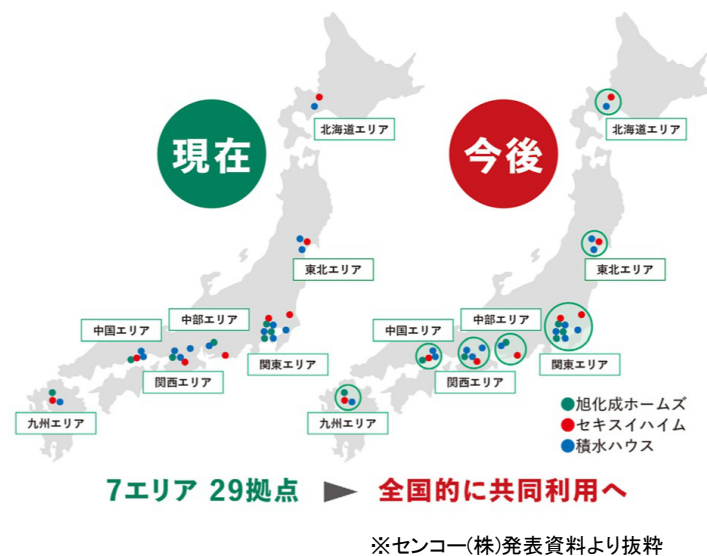 現在
北海道エリア
東北エリア
中部エリア
中国エリア
関西エリア
関東エリア
九州エリア
今後
北海道エリア
東北エリア
中部エリア
中国エリア
関西エリア
関東エリア
九州エリア
旭化成ホームズ
セキスイハイム
積水ハウス
7エリア 29拠点 ▶ 全国的に共同利用へ
※センコー(株)発表資料より抜粋